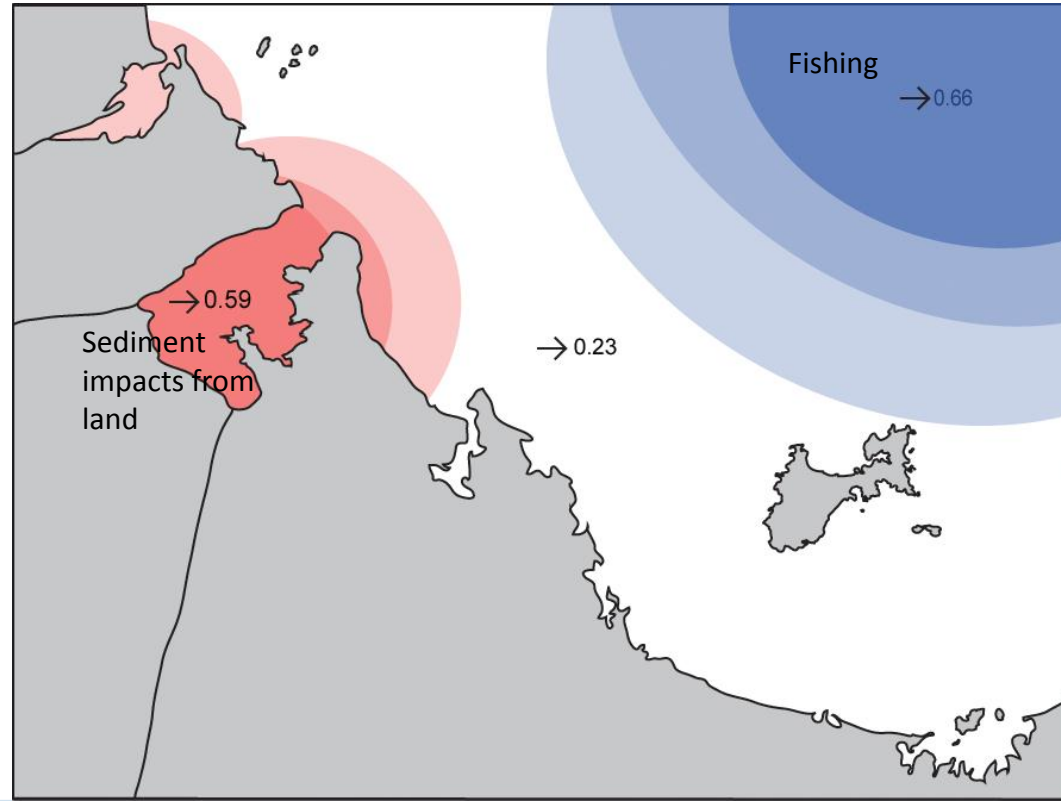 Fishing
→0.66
→0.59
Sediment
impacts from
land
→0.23